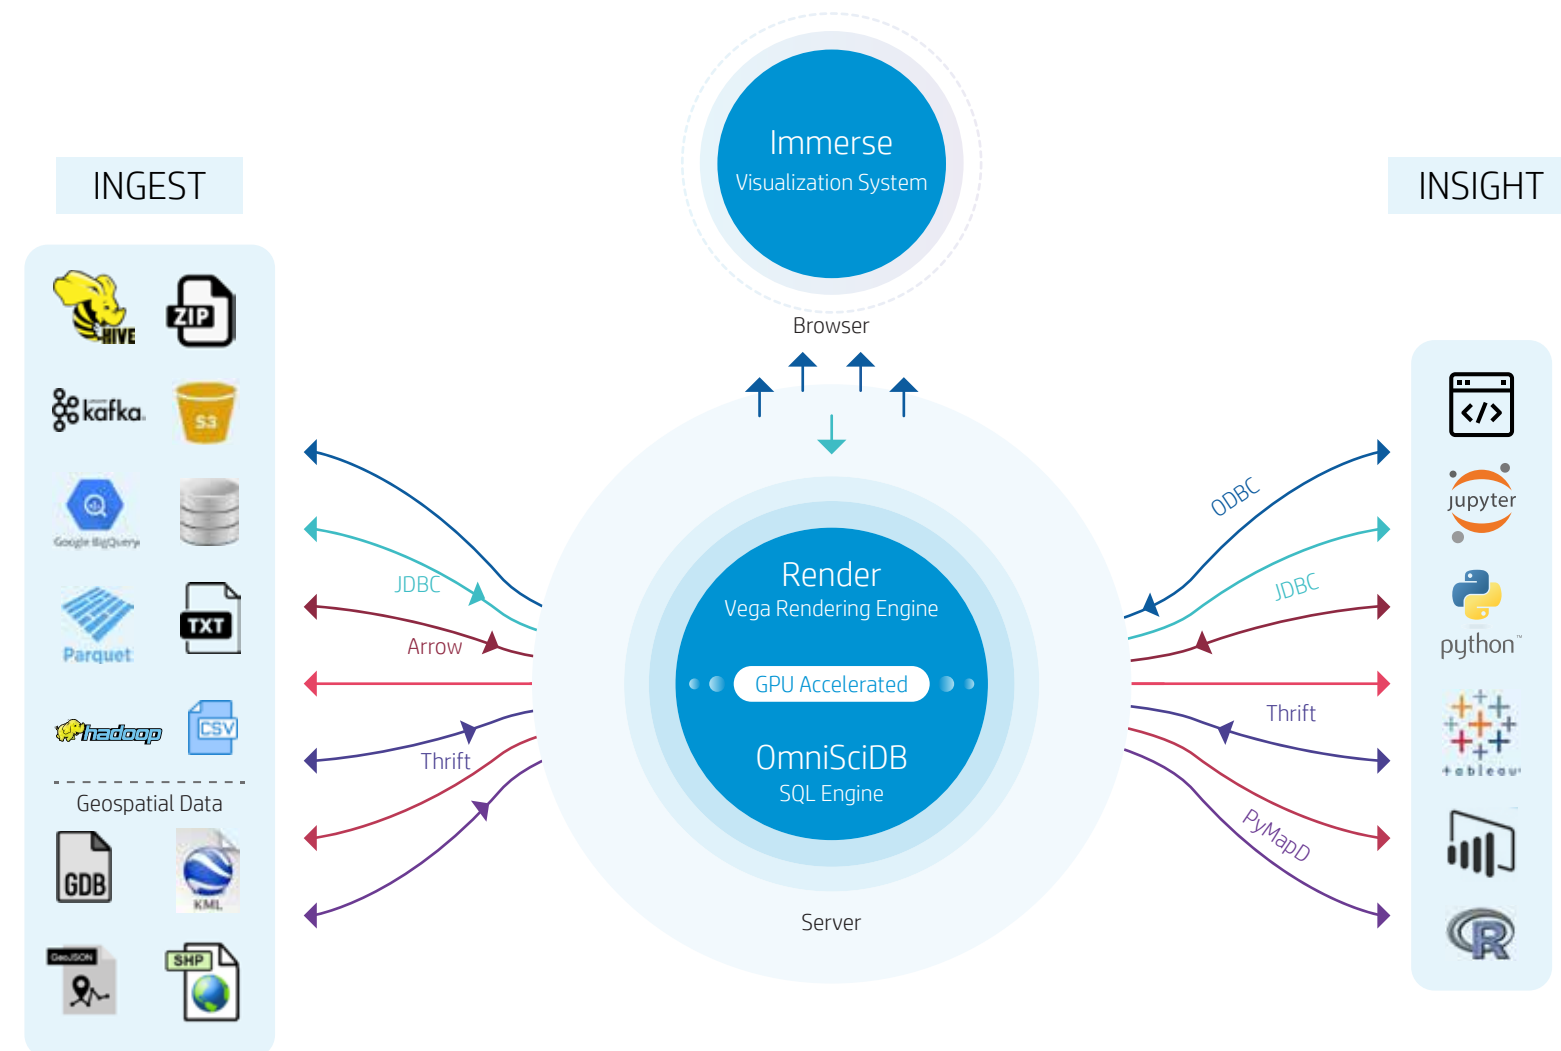 Immerse
Visualization System
Browser
INGEST
HIVE
ZIP
kafka
S3
Google BigQuery
Parquet
TXT
hadoop
CSV
Geospatial Data
GDB
KML
GeoJSON
SHP
JDBC
Arrow
Thrift
Render
Vega Rendering Engine
GPU Accelerated
OmniSciDB
SQL Engine
Server
ODBC
JDBC
Thrift
PyMapD
INSIGHT
</>
jupyter
python™
+ableau
R